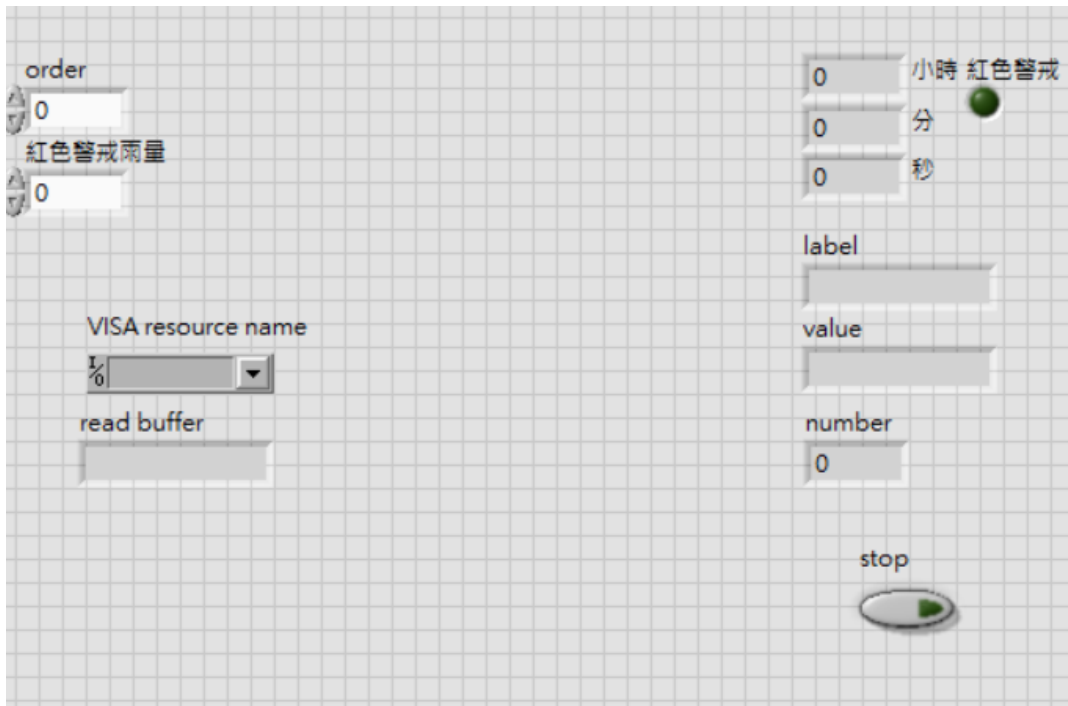 order
0
紅色警戒雨量
0
VISA resource name
I/O
read buffer
0 小時 紅色警戒
0 分
0 秒
label
value
number
0
stop